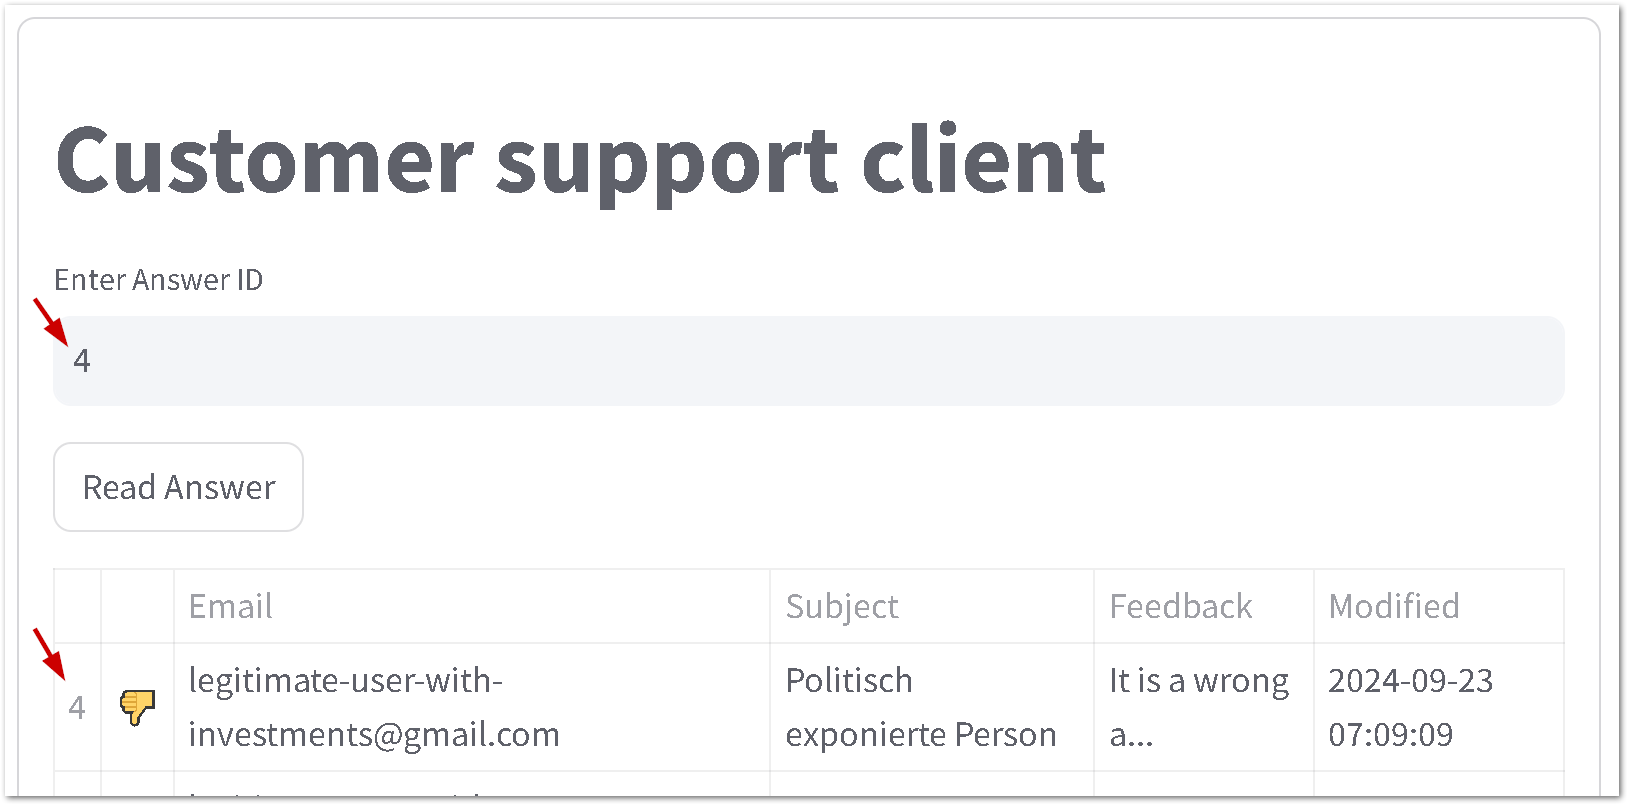 Customer support client
Enter Answer ID
4
Read Answer
Email Subject Feedback Modified
4 legitimate-user-with- Politisch It is a wrong 2024-09-23
investments@gmail.com exponierte Person a... 07:09:09